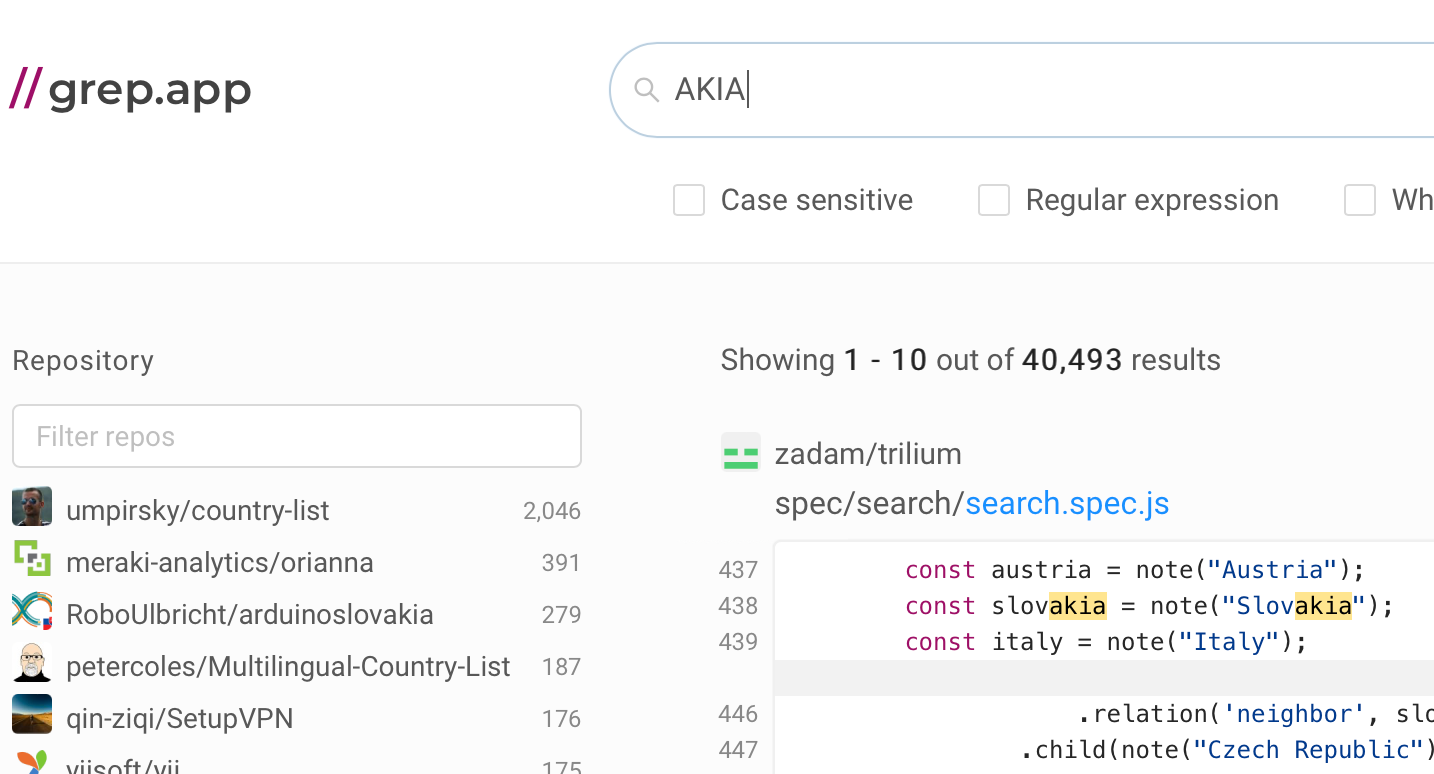 //grep.app
AKIA
Case sensitive
Regular expression
Wh
Repository
Filter repos
umpirsky/country-list 2,046
meraki-analytics/orianna 391
RoboUlbricht/arduinoslovakia 279
petercoles/Multilingual-Country-List 187
qin-ziqi/SetupVPN 176
yiisoft/yii 175
Showing 1 - 10 out of 40,493 results
zadam/trilium
spec/search/search.spec.js
437 const austria = note("Austria");
438 const slovakia = note("Slovakia");
439 const italy = note("Italy");
446 .relation('neighbor', slo
447 .child(note("Czech Republic")